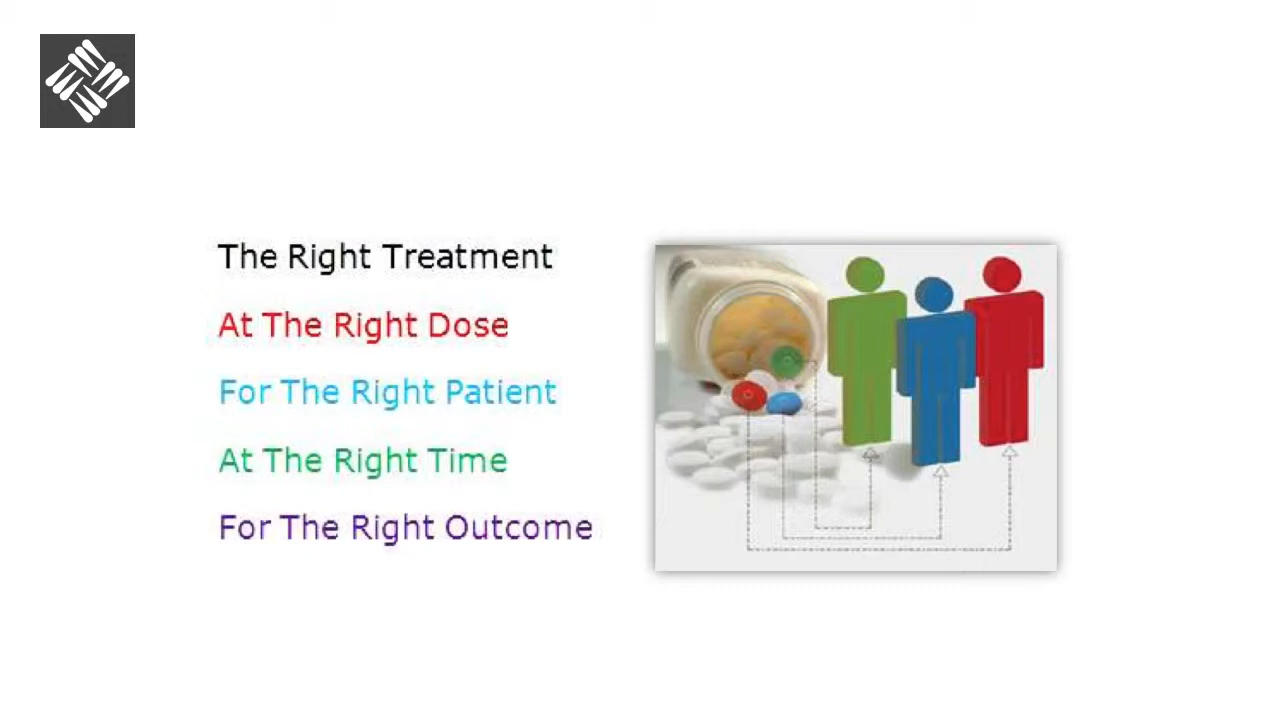 The Right Treatment
At The Right Dose
For The Right Patient
At The Right Time
For The Right Outcome